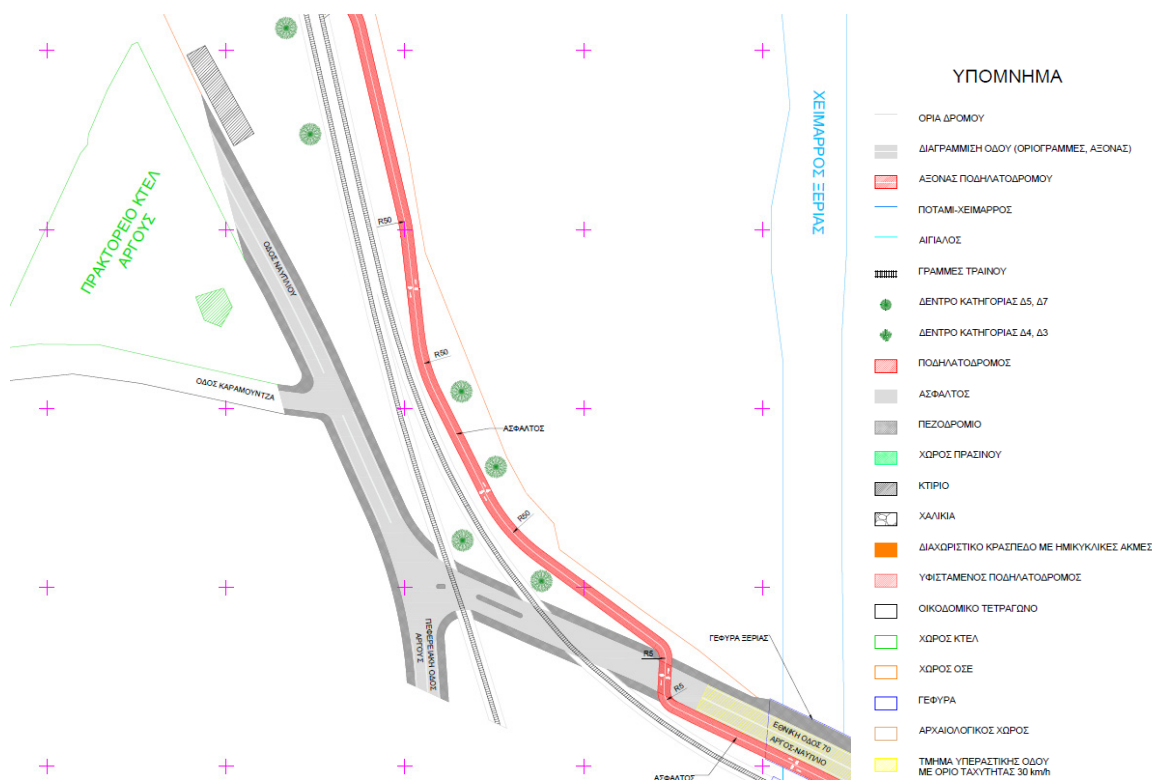 ΠΡΑΚΤΟΡΕΙΟ ΚΤΕΛ
ΑΡΓΟΥΣ
ΟΔΟΣ ΝΑΥΠΛΙΟΥ
ΟΔΟΣ ΚΑΡΑΜΟΥΝΤΖΑ
R50
R50
ΑΣΦΑΛΤΟΣ
R50
ΠΕΦΕΡΕΙΑΚΗ ΟΔΟΣ
ΑΡΓΟΥΣ
ΓΕΦΥΡΑ ΞΕΡΙΑΣ
R5
R5
ΕΘΝΙΚΗ ΟΔΟΣ 70
ΑΡΓΟΣ-ΝΑΥΠΛΙΟ
ΑΣΦΑΛΤΟΣ
ΧΕΙΜΑΡΡΟΣ ΞΕΡΙΑΣ
ΥΠΟΜΝΗΜΑ
ΟΡΙΑ ΔΡΟΜΟΥ
ΔΙΑΓΡΑΜΜΙΣΗ ΟΔΟΥ (ΟΡΙΟΓΡΑΜΜΕΣ, ΑΞΟΝΑΣ)
ΑΞΟΝΑΣ ΠΟΔΗΛΑΤΟΔΡΟΜΟΥ
ΠΟΤΑΜΙ-ΧΕΙΜΑΡΡΟΣ
ΑΙΓΙΑΛΟΣ
ΓΡΑΜΜΕΣ ΤΡΑΙΝΟΥ
ΔΕΝΤΡΟ ΚΑΤΗΓΟΡΙΑΣ Δ5, Δ7
ΔΕΝΤΡΟ ΚΑΤΗΓΟΡΙΑΣ Δ4, Δ3
ΠΟΔΗΛΑΤΟΔΡΟΜΟΣ
ΑΣΦΑΛΤΟΣ
ΠΕΖΟΔΡΟΜΙΟ
ΧΩΡΟΣ ΠΡΑΣΙΝΟΥ
ΚΤΙΡΙΟ
ΧΑΛΙΚΙΑ
ΔΙΑΧΩΡΙΣΤΙΚΟ ΚΡΑΣΠΕΔΟ ΜΕ ΗΜΙΚΥΚΛΙΚΕΣ ΑΚΜΕΣ
ΥΦΙΣΤΑΜΕΝΟΣ ΠΟΔΗΛΑΤΟΔΡΟΜΟΣ
ΟΙΚΟΔΟΜΙΚΟ ΤΕΤΡΑΓΩΝΟ
ΧΩΡΟΣ ΚΤΕΛ
ΧΩΡΟΣ ΟΣΕ
ΓΕΦΥΡΑ
ΑΡΧΑΙΟΛΟΓΙΚΟΣ ΧΩΡΟΣ
ΤΜΗΜΑ ΥΠΕΡΑΣΤΙΚΗΣ ΟΔΟΥ
ΜΕ ΟΡΙΟ ΤΑΧΥΤΗΤΑΣ 30 km/h